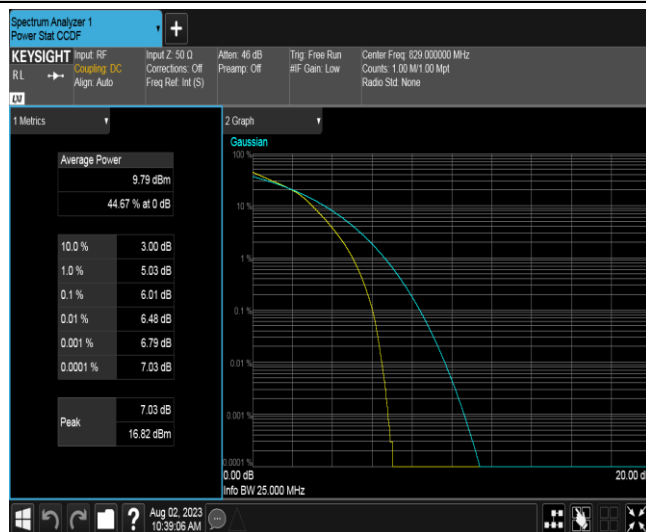 Spectrum Analyzer 1
Power Stat CCDF
KEYSIGHT
RL
Input: RF
Coupling: DC
Align: Auto
Input Z: 50 Ω
Corrections: Off
Freq Ref: Int (S)
Atten: 46 dB
Preamp: Off
Trig: Free Run
#IF Gain: Low
Center Freq: 829.000000 MHz
Counts: 1.00 M/1.00 Mpt
Radio Std: None
LXI
1 Metrics
Average Power
9.79 dBm
44.67 % at 0 dB
10.0 % 3.00 dB
1.0 % 5.03 dB
0.1 % 6.01 dB
0.01 % 6.48 dB
0.001 % 6.79 dB
0.0001 % 7.03 dB
Peak
7.03 dB
16.82 dBm
2 Graph
Gaussian
100 %
10 %
1 %
0.1 %
0.01 %
0.001 %
0.0001 %
0.00 dB
20.00 d
Info BW 25.000 MHz
?
Aug 02, 2023
10:39:06 AM